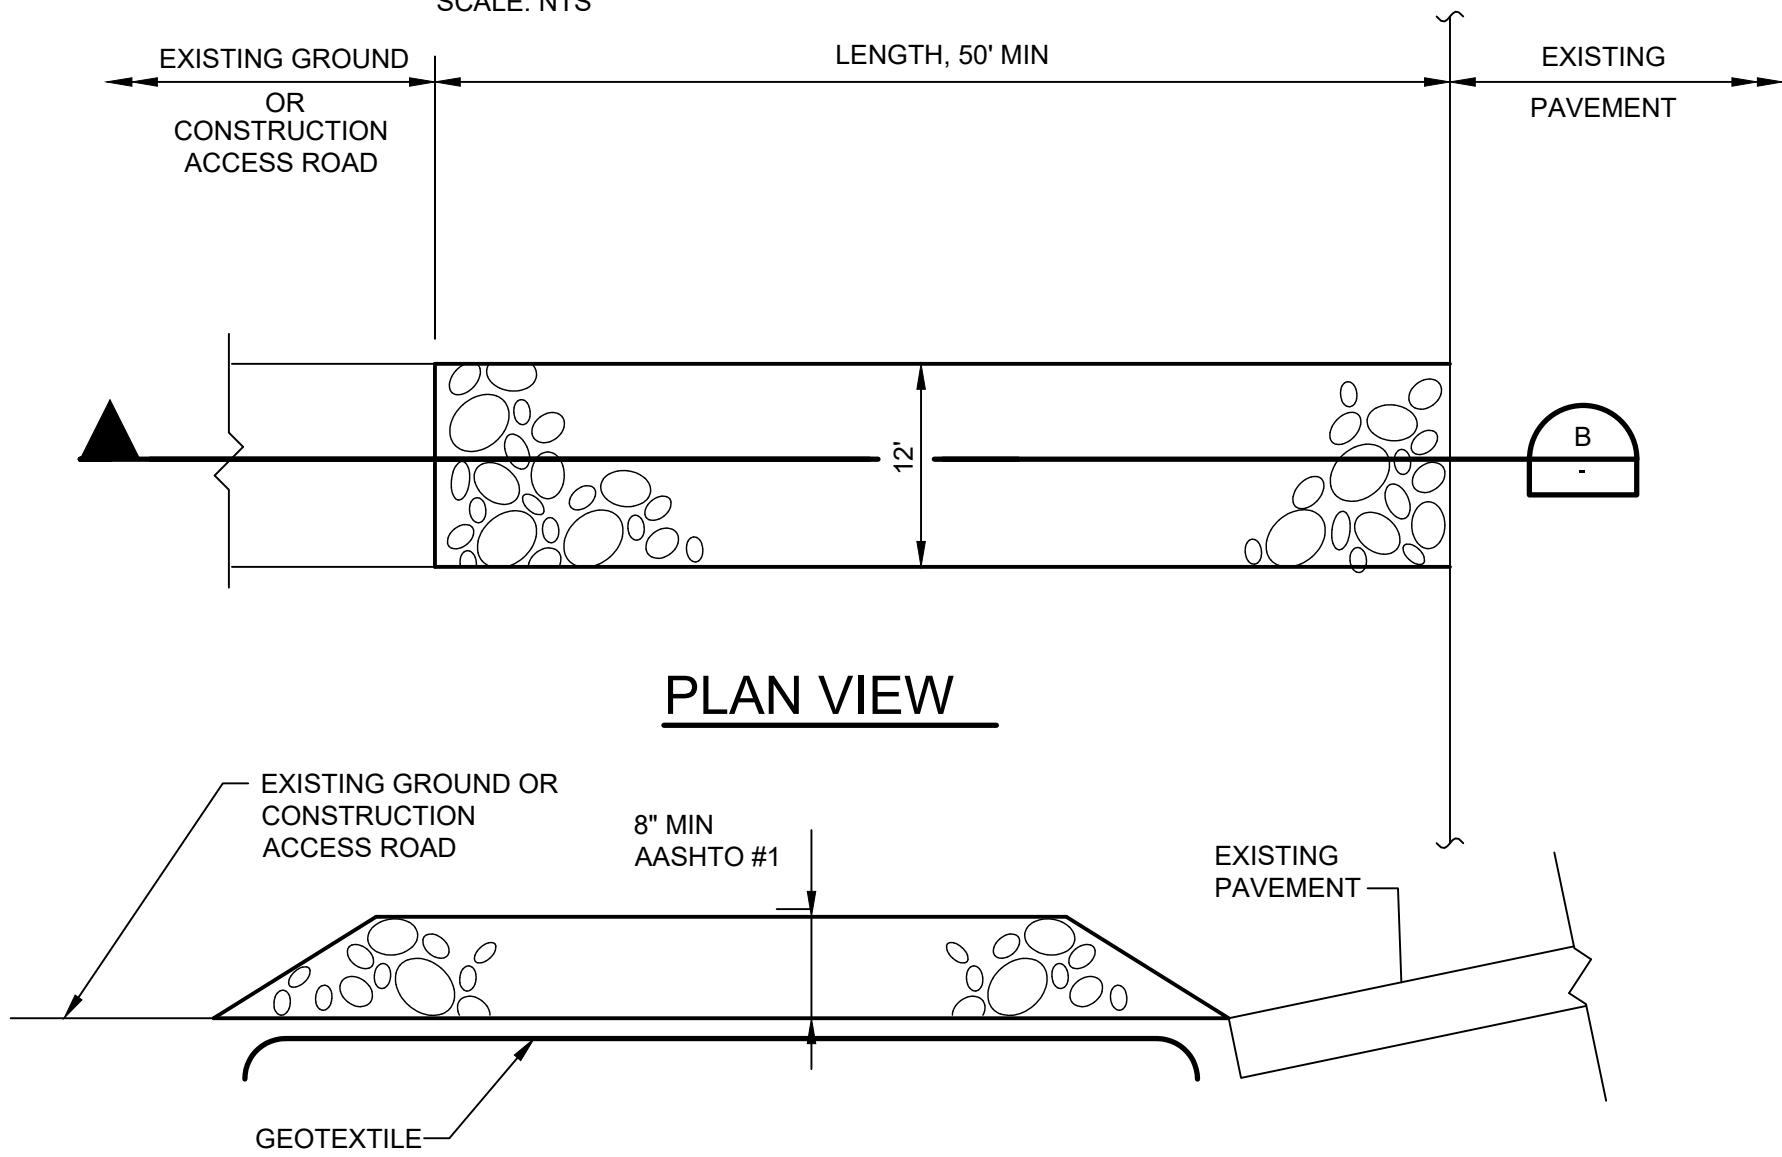 SCALE: NTS
EXISTING GROUND
OR
CONSTRUCTION
ACCESS ROAD
LENGTH, 50' MIN
EXISTING
PAVEMENT
12'
B
-
PLAN VIEW
EXISTING GROUND OR
CONSTRUCTION
ACCESS ROAD
8" MIN
AASHTO #1
EXISTING
PAVEMENT
GEOTEXTILE